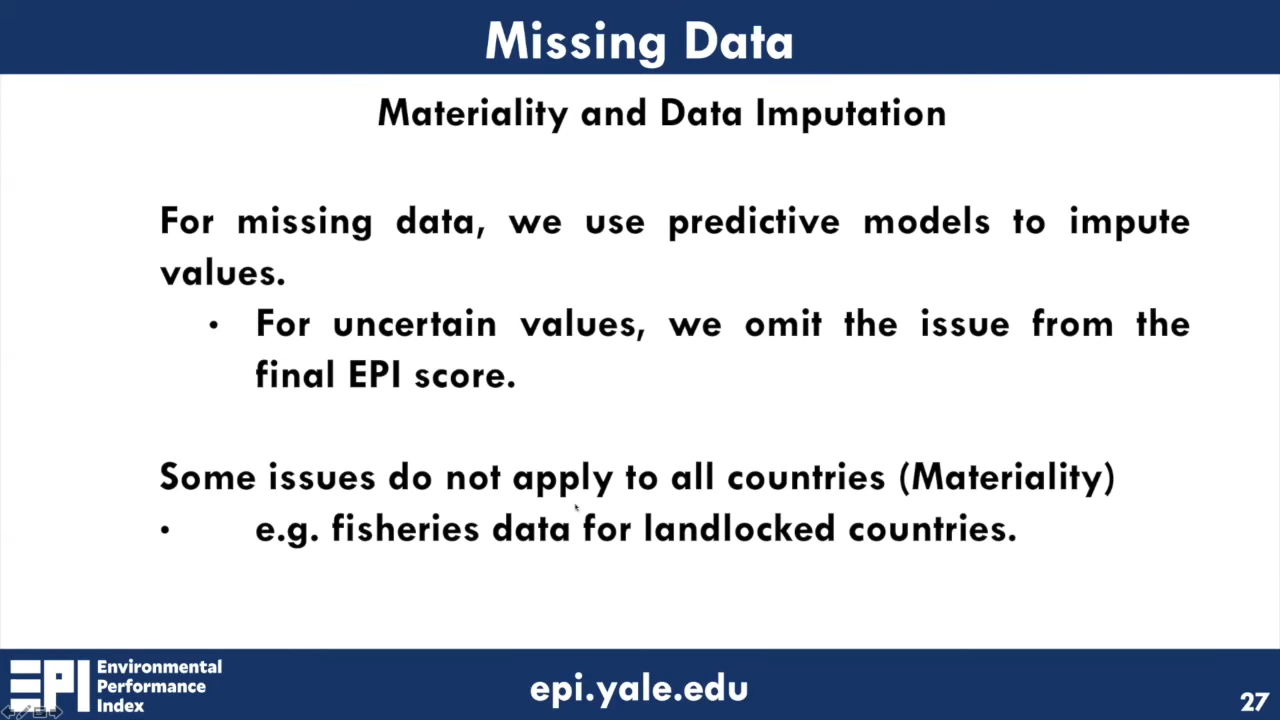 Missing Data
Materiality and Data Imputation
For missing data, we use predictive models to impute
values.
• For uncertain values, we omit the issue from the
final EPI score.
Some issues do not apply to all countries (Materiality)
• e.g. fisheries data for landlocked countries.
EPI
Environmental
Performance
Index
epi.yale.edu
27